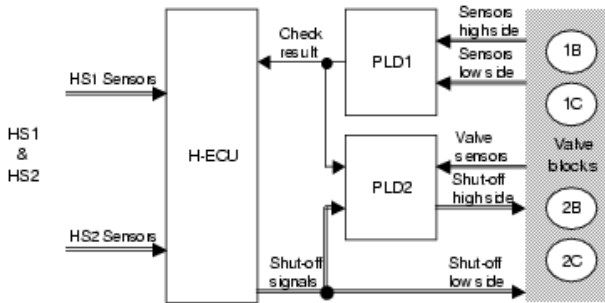 Sensors
high side
Check
result
Sensors
low side
PLD1
1B
1C
HS1 Sensors
HS1
&
HS2
H-ECU
Valve
sensors
Valve
blocks
Shut-off
high side
PLD2
2B
HS2 Sensors
Shut-off
signals
Shut-off
low side
2C